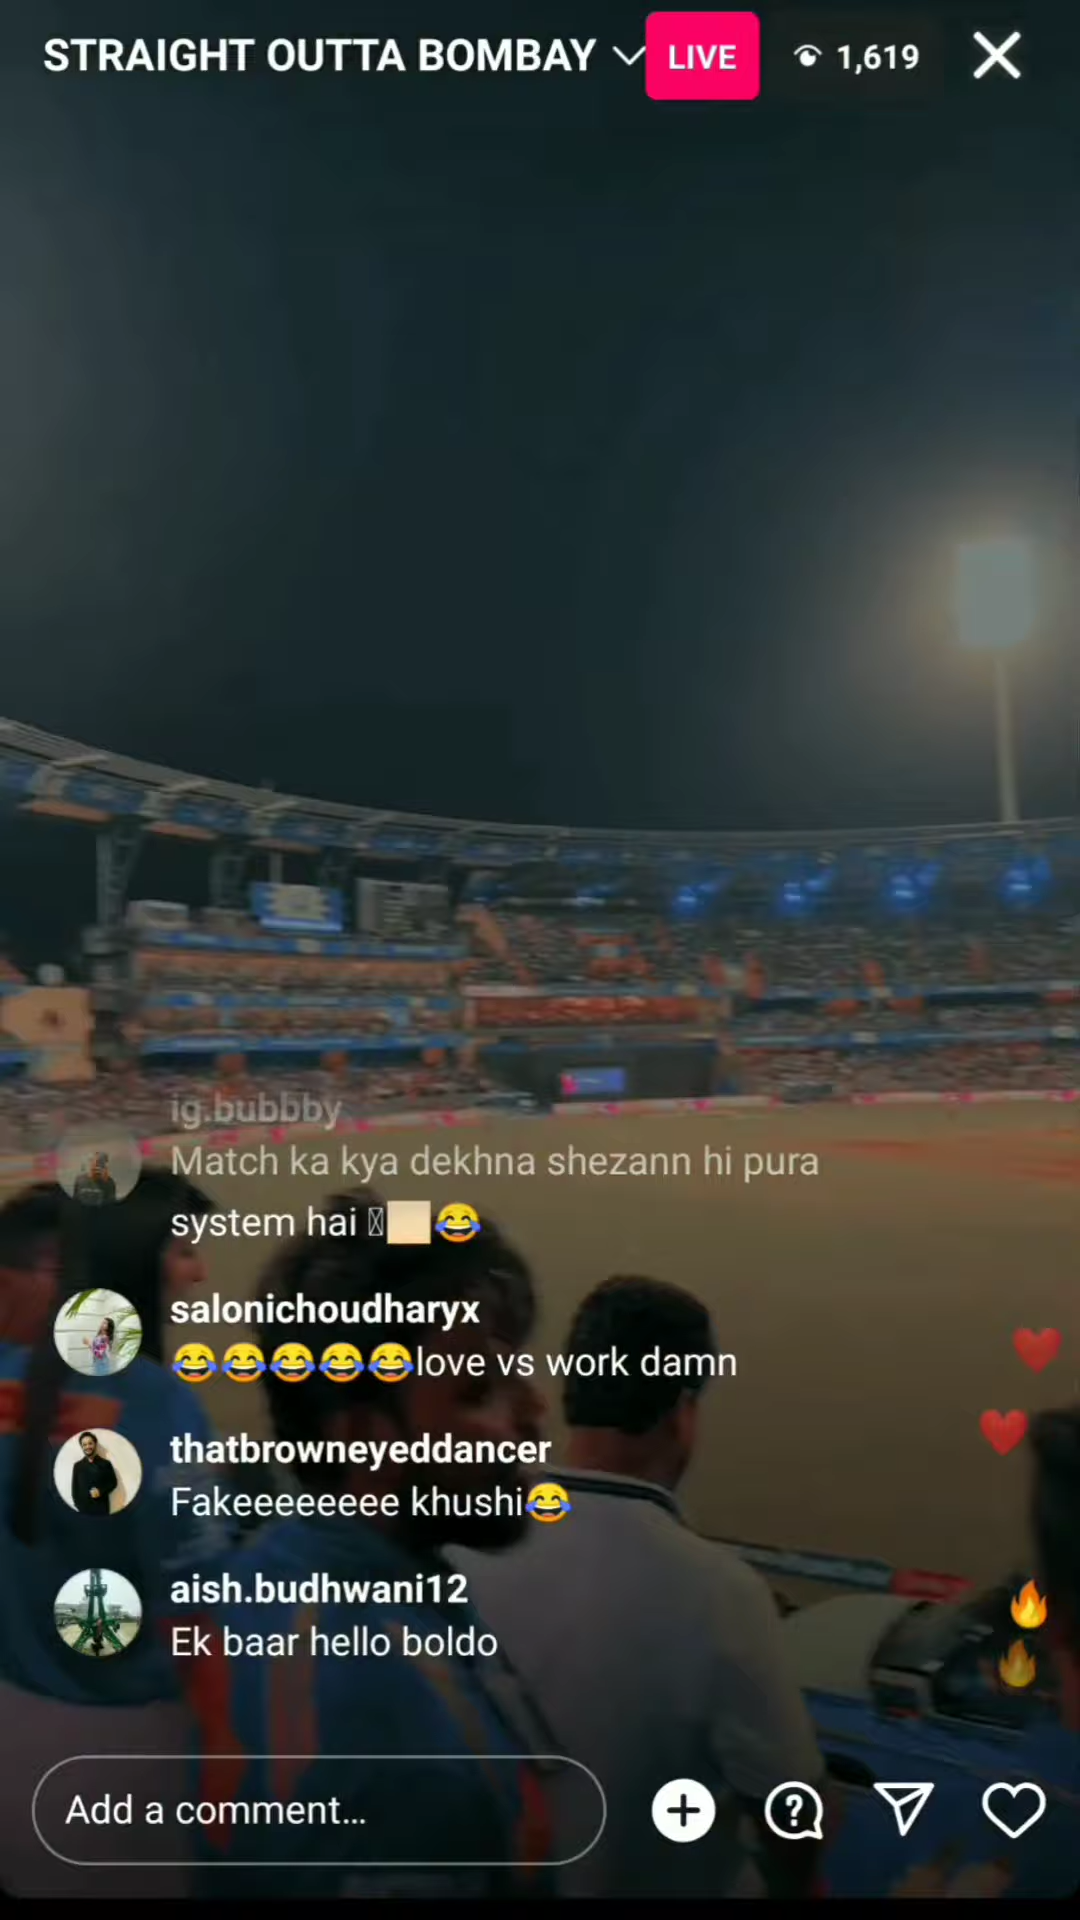 STRAIGHT OUTTA BOMBAY
LIVE
1,619
ig.bubbby
Match ka kya dekhna shezann hi pura
system hai 😂
salonichoudharyx
😂😂😂😂😂love vs work damn
thatbrowneyeddancer
Fakeeeeeeee khushi😂
aish.budhwani12
Ek baar hello boldo
Add a comment...